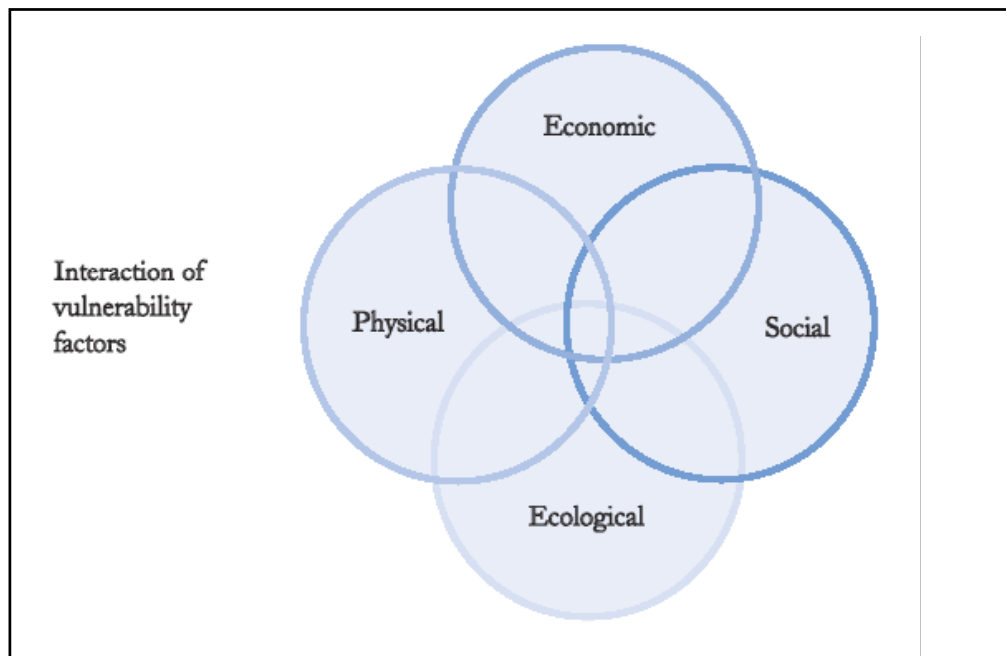 Economic
Interaction of
vulnerability
factors
Physical
Social
Ecological